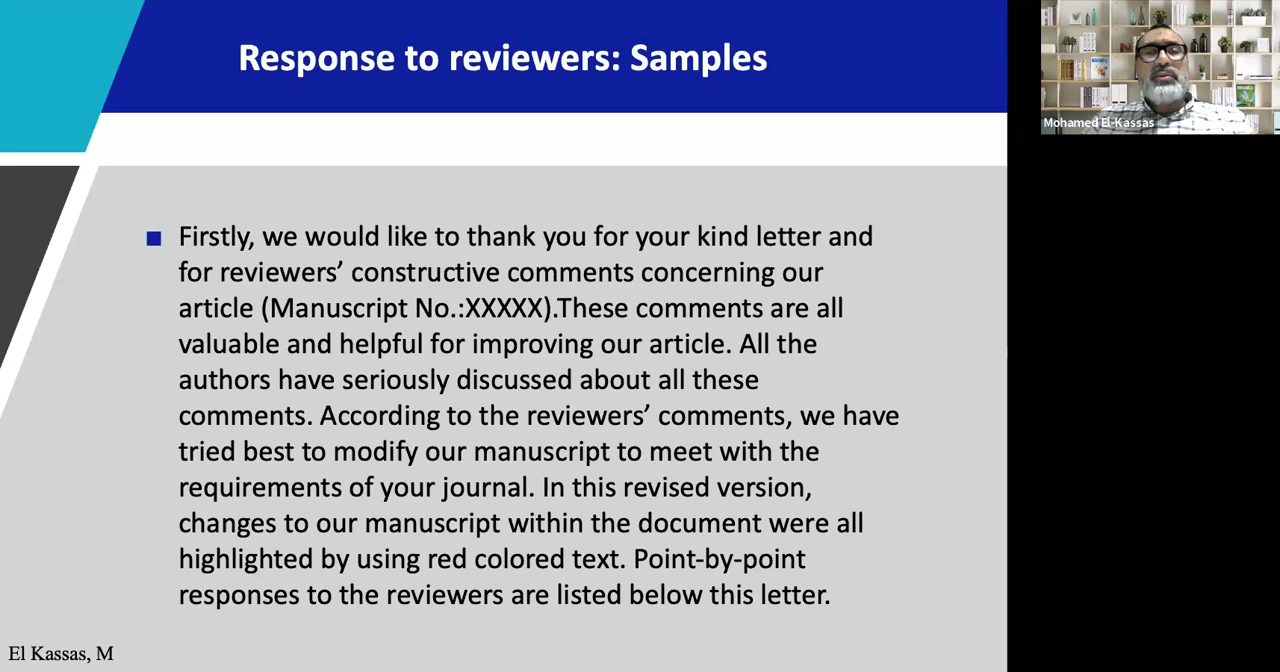 Response to reviewers: Samples
Mohamed El-Kassas
Firstly, we would like to thank you for your kind letter and
for reviewers’ constructive comments concerning our
article (Manuscript No.:XXXXX).These comments are all
valuable and helpful for improving our article. All the
authors have seriously discussed about all these
comments. According to the reviewers’ comments, we have
tried best to modify our manuscript to meet with the
requirements of your journal. In this revised version,
changes to our manuscript within the document were all
highlighted by using red colored text. Point-by-point
responses to the reviewers are listed below this letter.
El Kassas, M